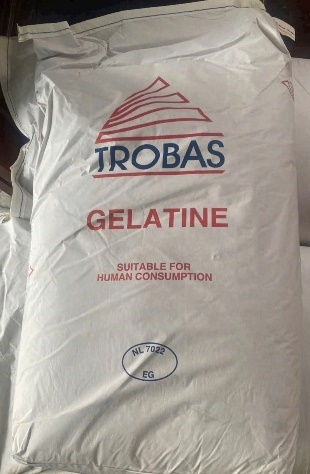 TROBAS
GELATINE
SUITABLE FOR
HUMAN CONSUMPTION
NL 7022
EG